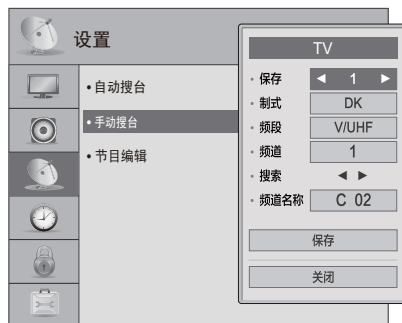 设置
• 自动搜台
• 手动搜台
• 节目编辑
TV
• 保存 ◄ 1 ►
• 制式 DK
• 频段 V/UHF
• 频道 1
• 搜索 ◄ ►
• 频道名称 C 02
保存
关闭